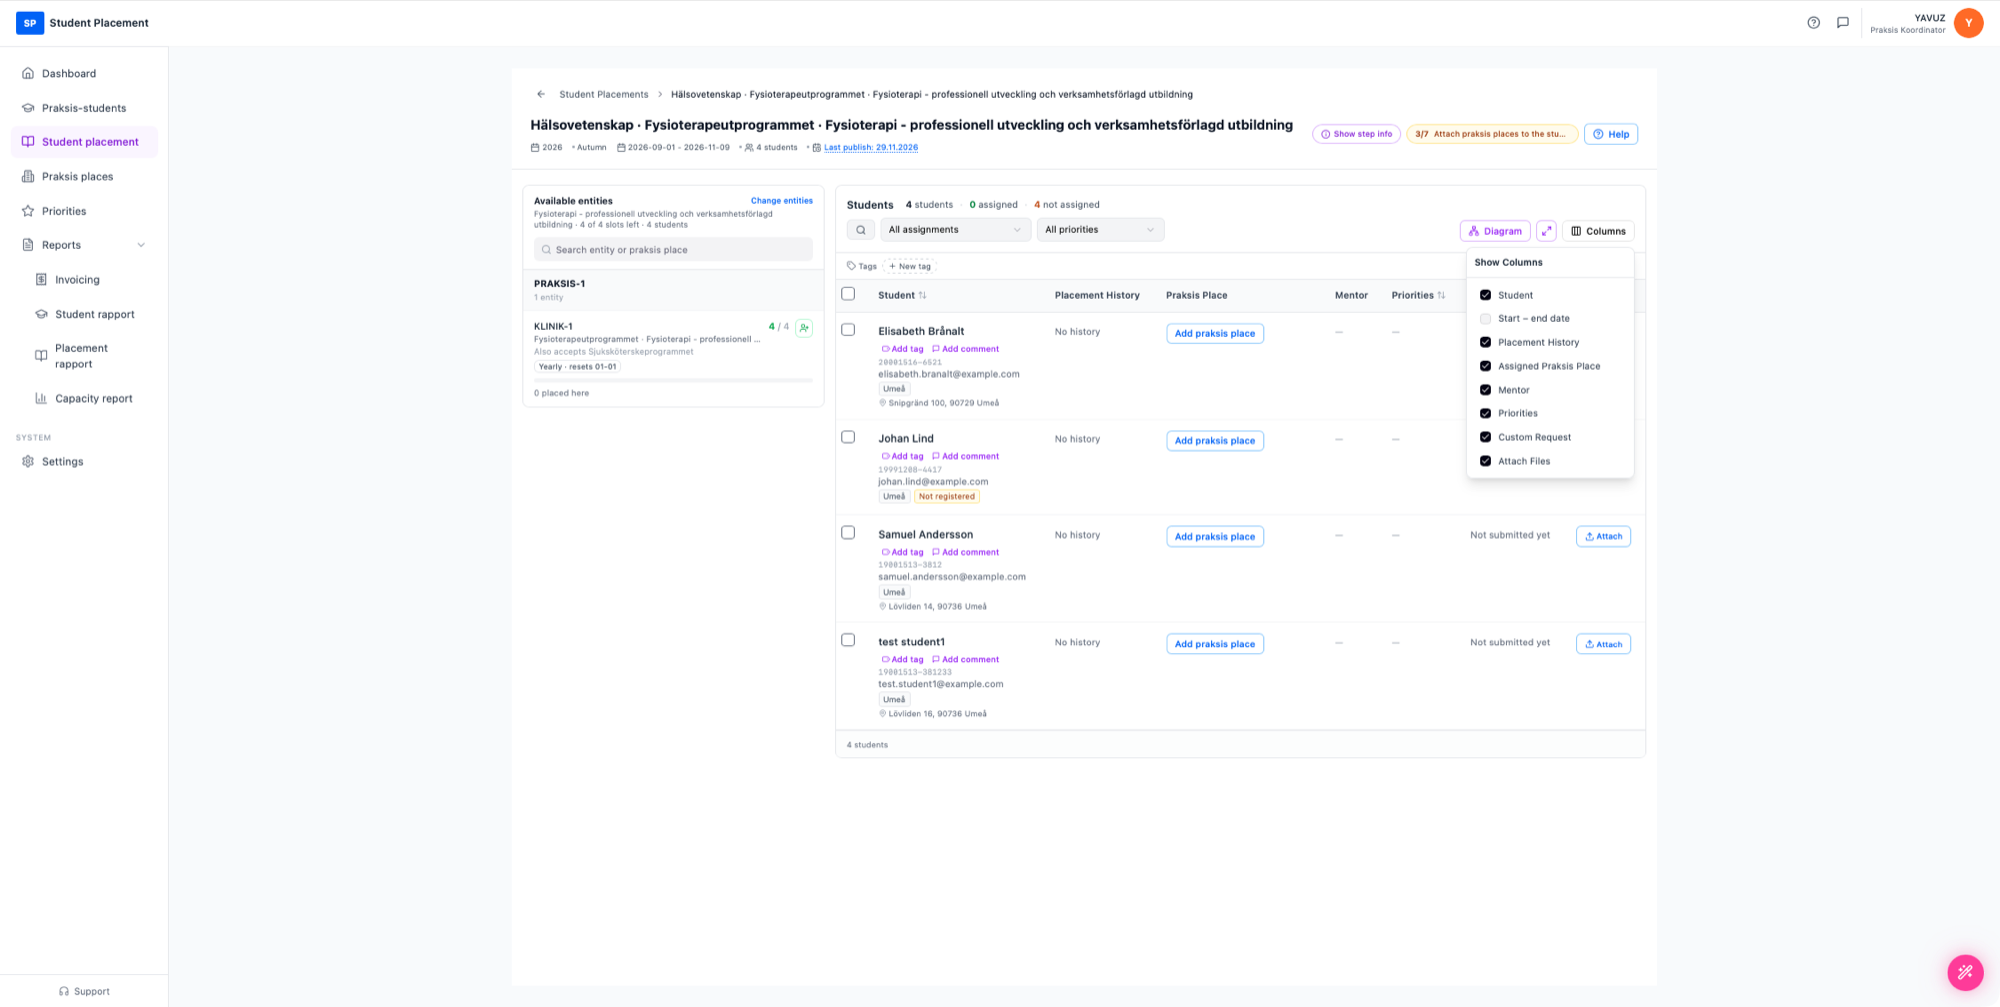 SP Student Placement
YAVUZ
Praksis Koordinator
Y
Dashboard
Praksis-students
Student placement
Praksis places
Priorities
Reports
Invoicing
Student rapport
Placement
rapport
Capacity report
SYSTEM
Settings
Support
Student Placements > Hälsovetenskap · Fysioterapeutprogrammet · Fysioterapi - professionell utveckling och verksamhetsförlagd utbildning
Hälsovetenskap · Fysioterapeutprogrammet · Fysioterapi - professionell utveckling och verksamhetsförlagd utbildning
2026 • Autumn 2026-09-01 - 2026-11-09 • 4 students • Last publish: 29.11.2026
Show step info
3/7 Attach praksis places to the stu...
Help
Available entities
Change entities
Fysioterapi - professionell utveckling och verksamhetsförlagd
utbildning · 4 of 4 slots left · 4 students
Search entity or praksis place
PRAKSIS-1
1 entity
KLINIK-1
4 / 4
Fysioterapeutprogrammet · Fysioterapi - professionell ...
Also accepts Sjuksköterskeprogrammet
Yearly · resets 01-01
0 placed here
Students 4 students · 0 assigned · 4 not assigned
All assignments
All priorities
Diagram
Columns
Tags
+ New tag
Show Columns
Student
Start – end date
Placement History
Assigned Praksis Place
Mentor
Priorities
Custom Request
Attach Files
Student Placement History Praksis Place Mentor Priorities
Elisabeth Brånalt No history Add praksis place — —
Add tag Add comment
20001516-6521
elisabeth.branalt@example.com
Umeå
Snipgränd 100, 90729 Umeå
Johan Lind No history Add praksis place — —
Add tag Add comment
19991208-4417
johan.lind@example.com
Umeå Not registered
Samuel Andersson No history Add praksis place — — Not submitted yet Attach
Add tag Add comment
19001513-3812
samuel.andersson@example.com
Umeå
Lövliden 14, 90736 Umeå
test student1 No history Add praksis place — — Not submitted yet Attach
Add tag Add comment
19001513-381233
test.student1@example.com
Umeå
Lövliden 16, 90736 Umeå
4 students